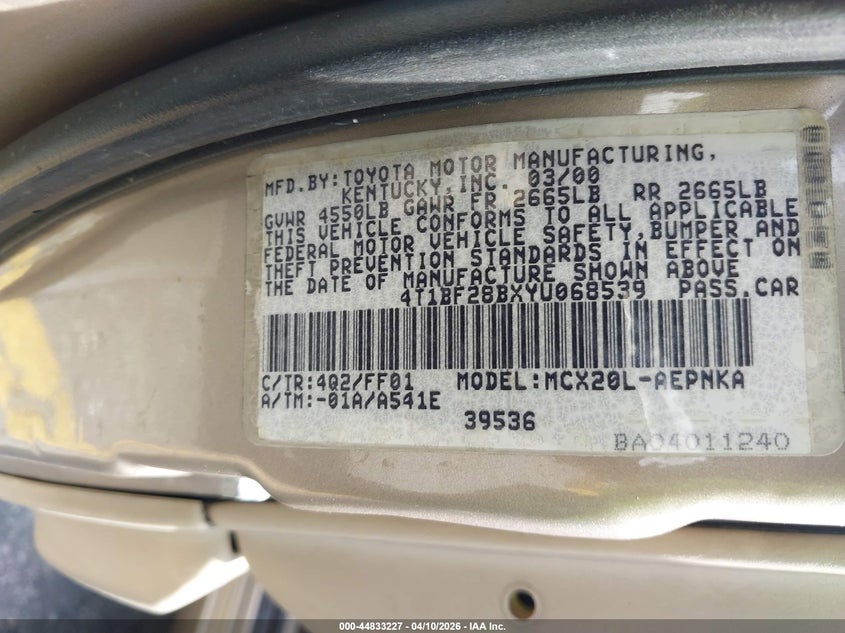 MFD.BY:TOYOTA MOTOR MANUFACTURING,
KENTUCKY,INC. 03/00
GVWR 4550LB GAWR FR 2665LB RR 2665LB
THIS VEHICLE CONFORMS TO ALL APPLICABLE
FEDERAL MOTOR VEHICLE SAFETY,BUMPER AND
THEFT PREVENTION STANDARDS IN EFFECT ON
THE DATE OF MANUFACTURE SHOWN ABOVE
4T1BF28BXYU068539 PASS.CAR
C/TR:4Q2/FF01 MODEL:MCX20L-AEPNKA
A/TM:-01A/A541E
39536
BA04011240
000-44833227 - 04/10/2026 - IAA Inc.